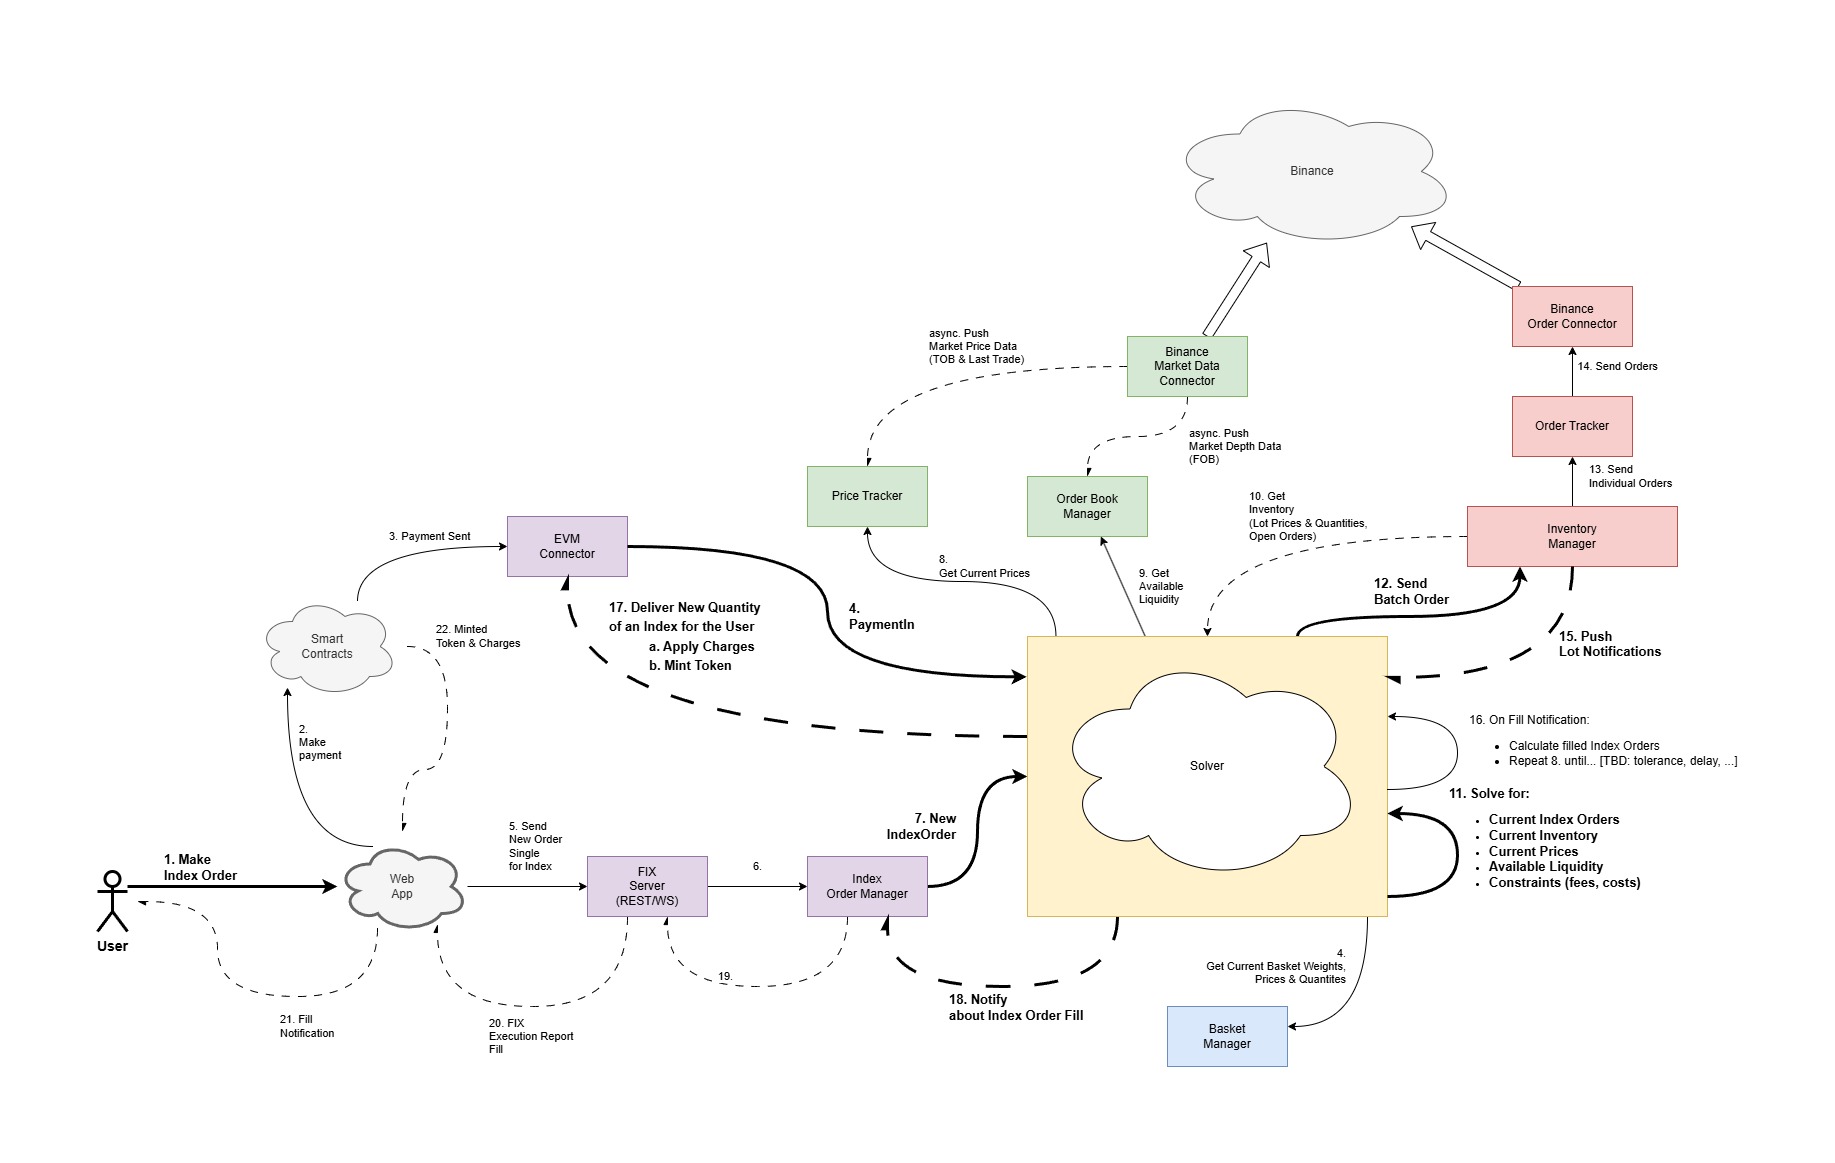 Binance
Binance
Order Connector
async. Push
Market Price Data
(TOB & Last Trade)
Binance
Market Data
Connector
14. Send Orders
Order Tracker
async. Push
Market Depth Data
(FOB)
13. Send
Individual Orders
Price Tracker
Order Book
Manager
10. Get
Inventory
(Lot Prices & Quantities,
Open Orders)
Inventory
Manager
3. Payment Sent
EVM
Connector
8.
Get Current Prices
9. Get
Available
Liquidity
12. Send
Batch Order
17. Deliver New Quantity
of an Index for the User
a. Apply Charges
b. Mint Token
4.
PaymentIn
Smart
Contracts
22. Minted
Token & Charges
15. Push
Lot Notifications
2.
Make
payment
16. On Fill Notification:
• Calculate filled Index Orders
• Repeat 8. until... [TBD: tolerance, delay, ...]
Solver
11. Solve for:
• Current Index Orders
• Current Inventory
• Current Prices
• Available Liquidity
• Constraints (fees, costs)
7. New
IndexOrder
5. Send
New Order
Single
for Index
1. Make
Index Order
Web
App
FIX
Server
(REST/WS)
6.
Index
Order Manager
User
4.
Get Current Basket Weights,
Prices & Quantites
19.
18. Notify
about Index Order Fill
21. Fill
Notification
20. FIX
Execution Report
Fill
Basket
Manager